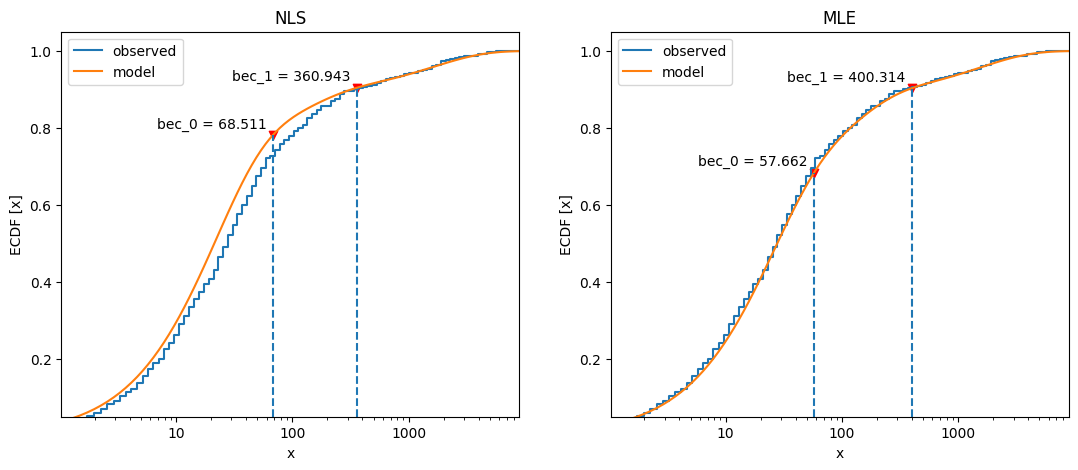 NLS
observed
model
bec_1 = 360.943
bec_0 = 68.511
ECDF [x]
1.0
0.8
0.6
0.4
0.2
10
100
1000
x
MLE
observed
model
bec_1 = 400.314
bec_0 = 57.662
ECDF [x]
1.0
0.8
0.6
0.4
0.2
10
100
1000
x